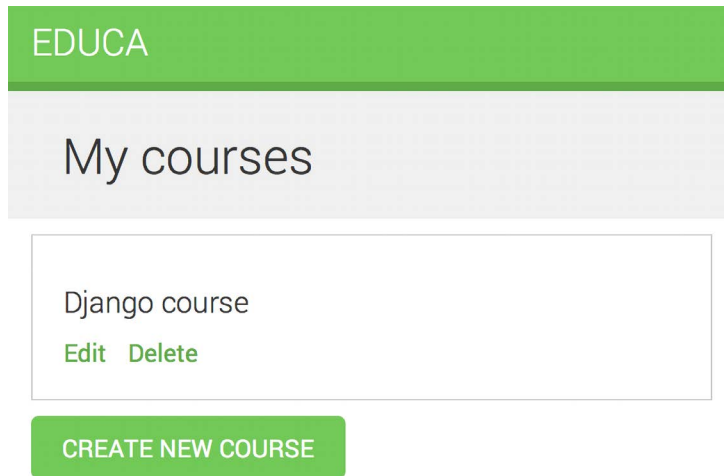 EDUCA
My courses
Django course
Edit Delete
CREATE NEW COURSE